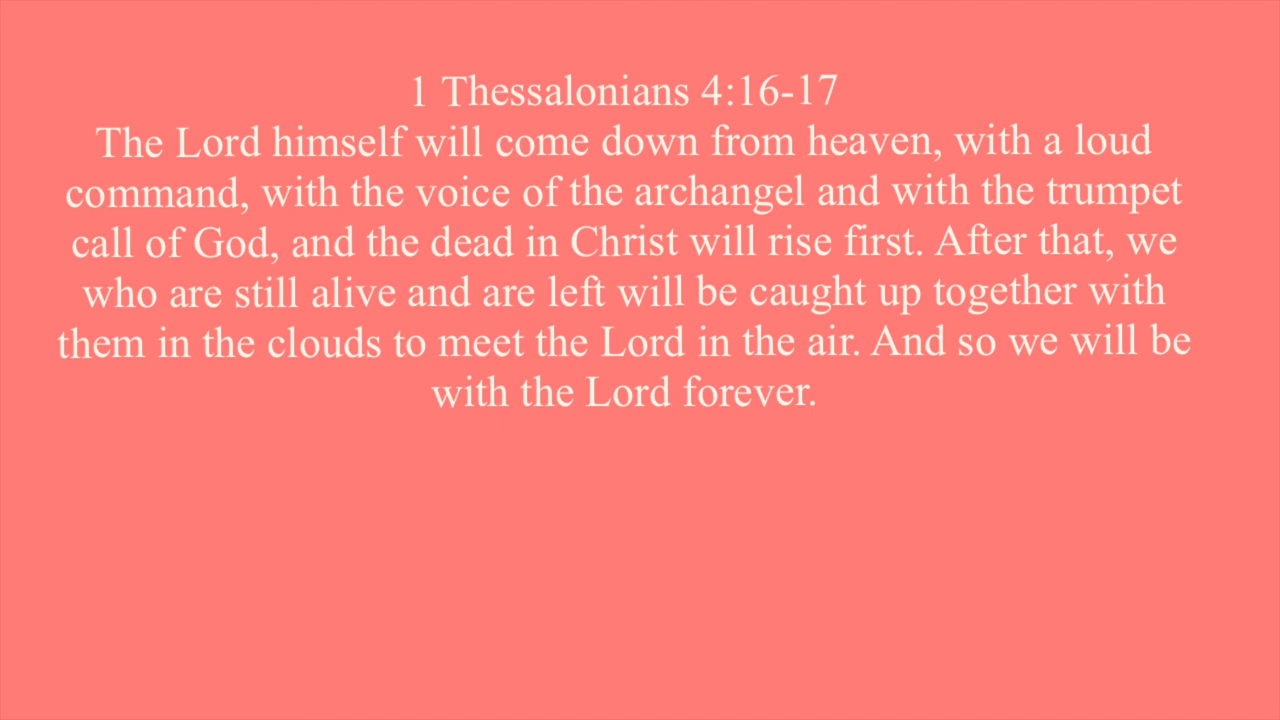 1 Thessalonians 4:16-17
The Lord himself will come down from heaven, with a loud
command, with the voice of the archangel and with the trumpet
call of God, and the dead in Christ will rise first. After that, we
who are still alive and are left will be caught up together with
them in the clouds to meet the Lord in the air. And so we will be
with the Lord forever.